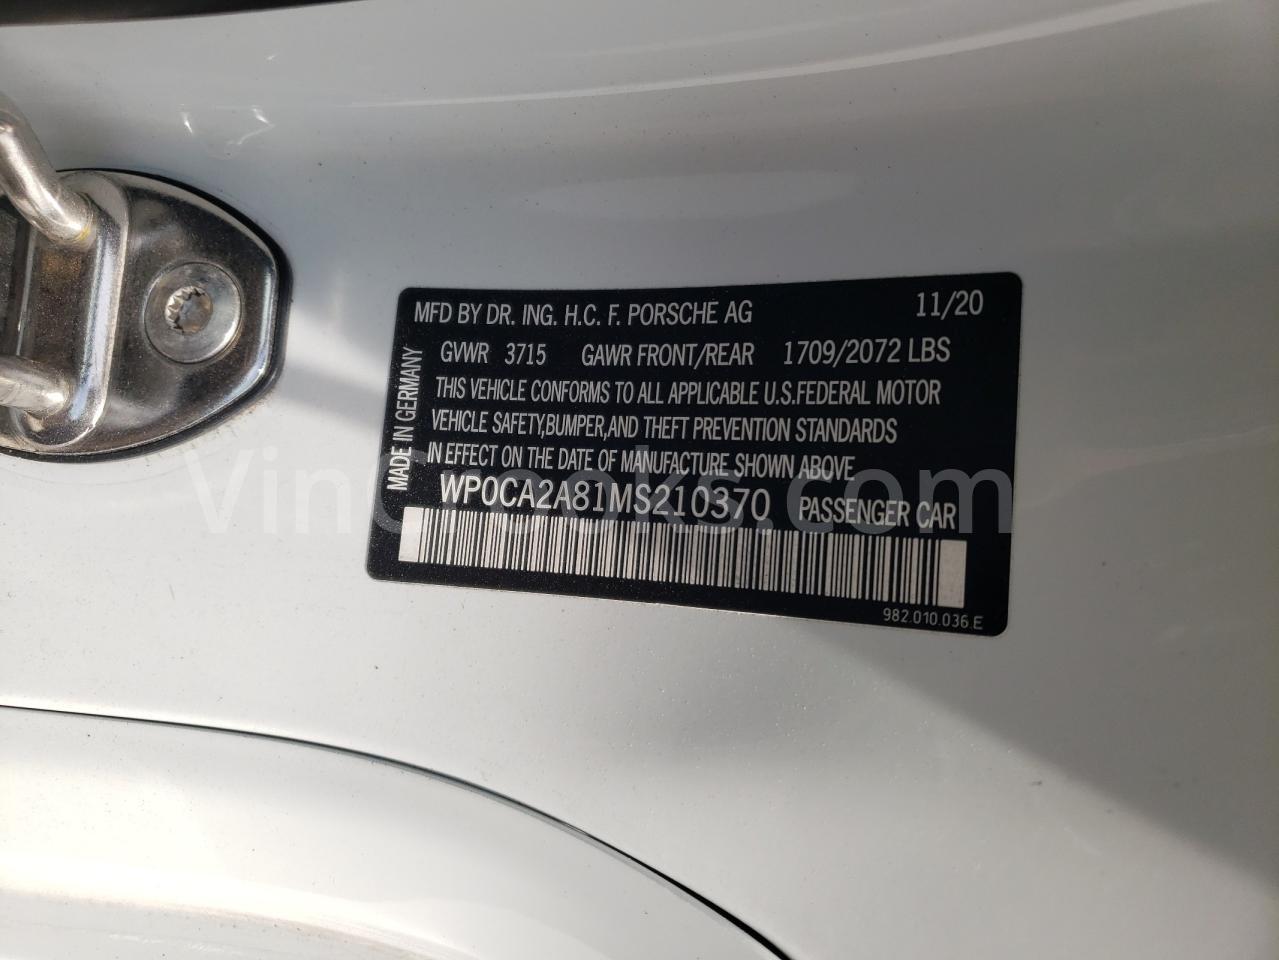 MFD BY DR. ING. H.C. F. PORSCHE AG 11/20
GVWR 3715 GAWR FRONT/REAR 1709/2072 LBS
THIS VEHICLE CONFORMS TO ALL APPLICABLE U.S.FEDERAL MOTOR
VEHICLE SAFETY,BUMPER,AND THEFT PREVENTION STANDARDS
IN EFFECT ON THE DATE OF MANUFACTURE SHOWN ABOVE
WP0CA2A81MS210370 PASSENGER CAR
982.010.036.E
MADE IN GERMANY
VinCrooks.com